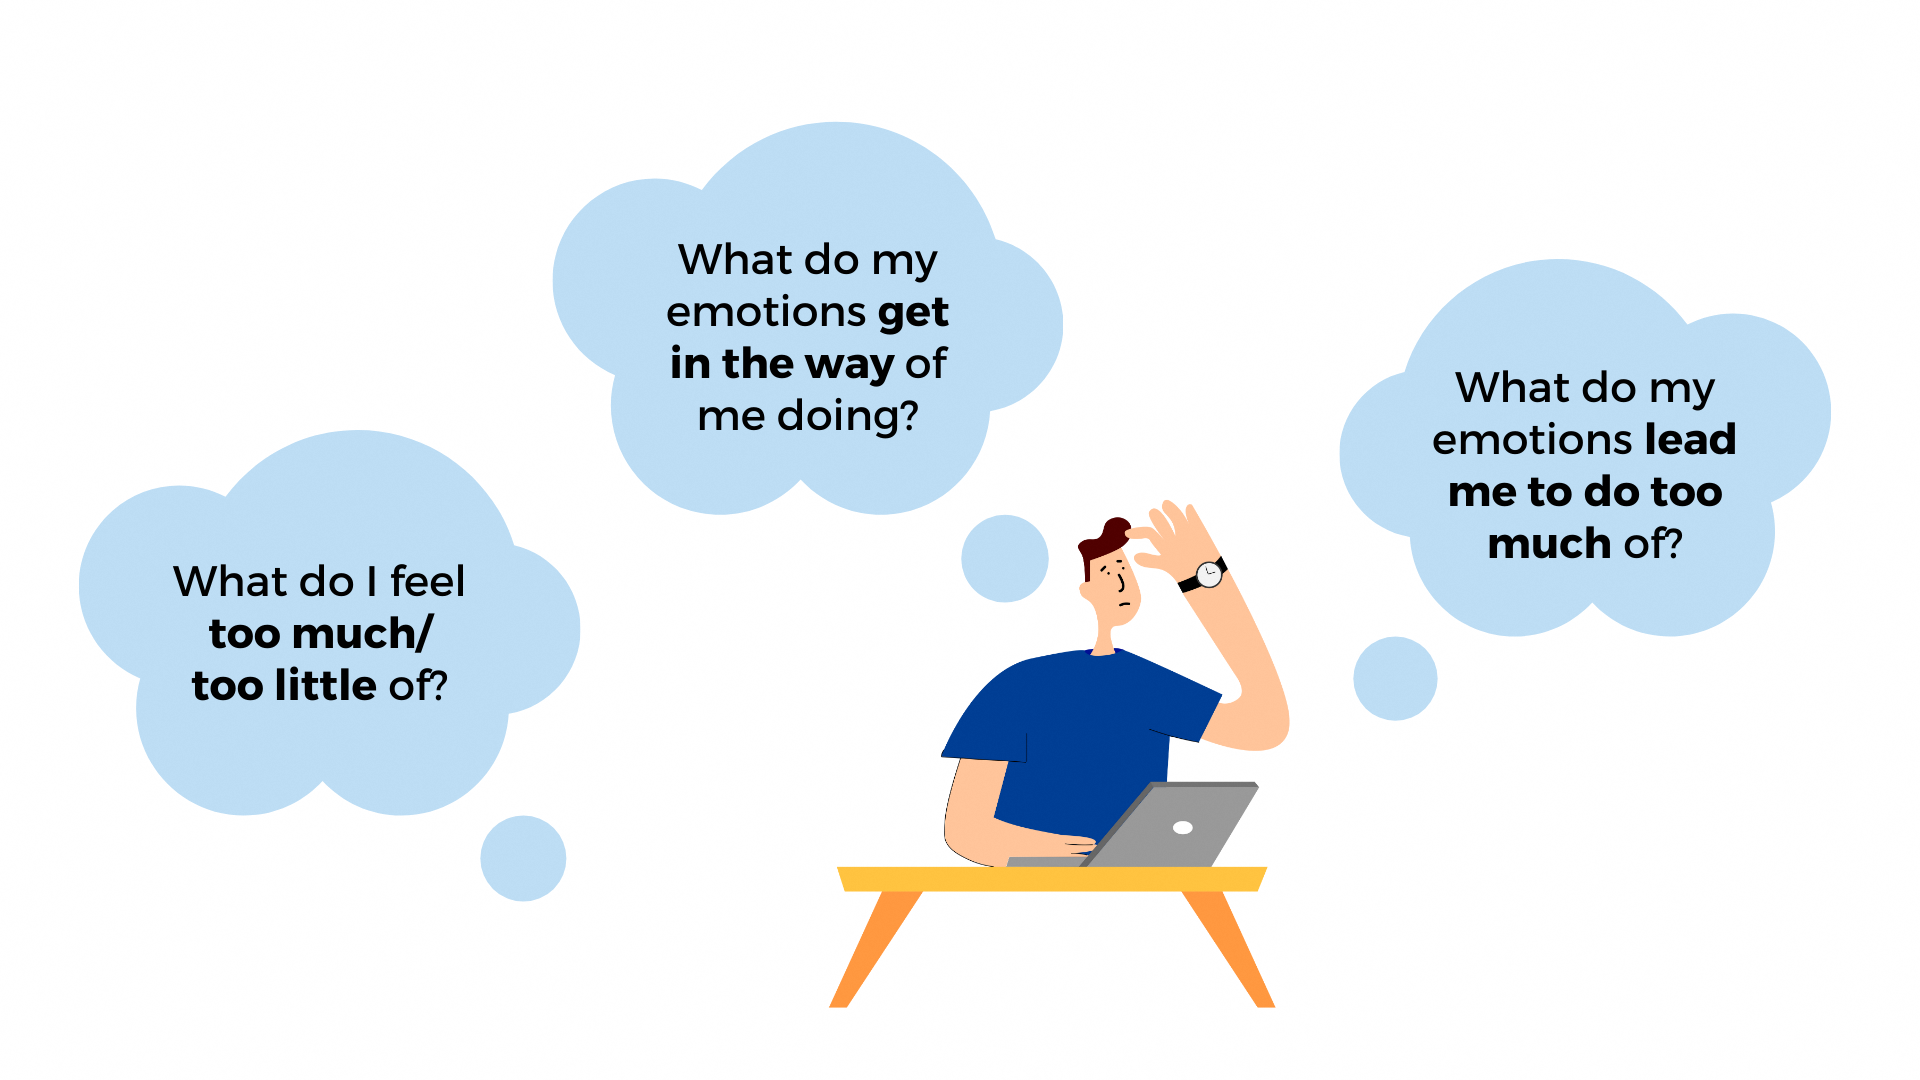 What do I feel
too much/
too little of?
What do my
emotions get
in the way of
me doing?
What do my
emotions lead
me to do too
much of?